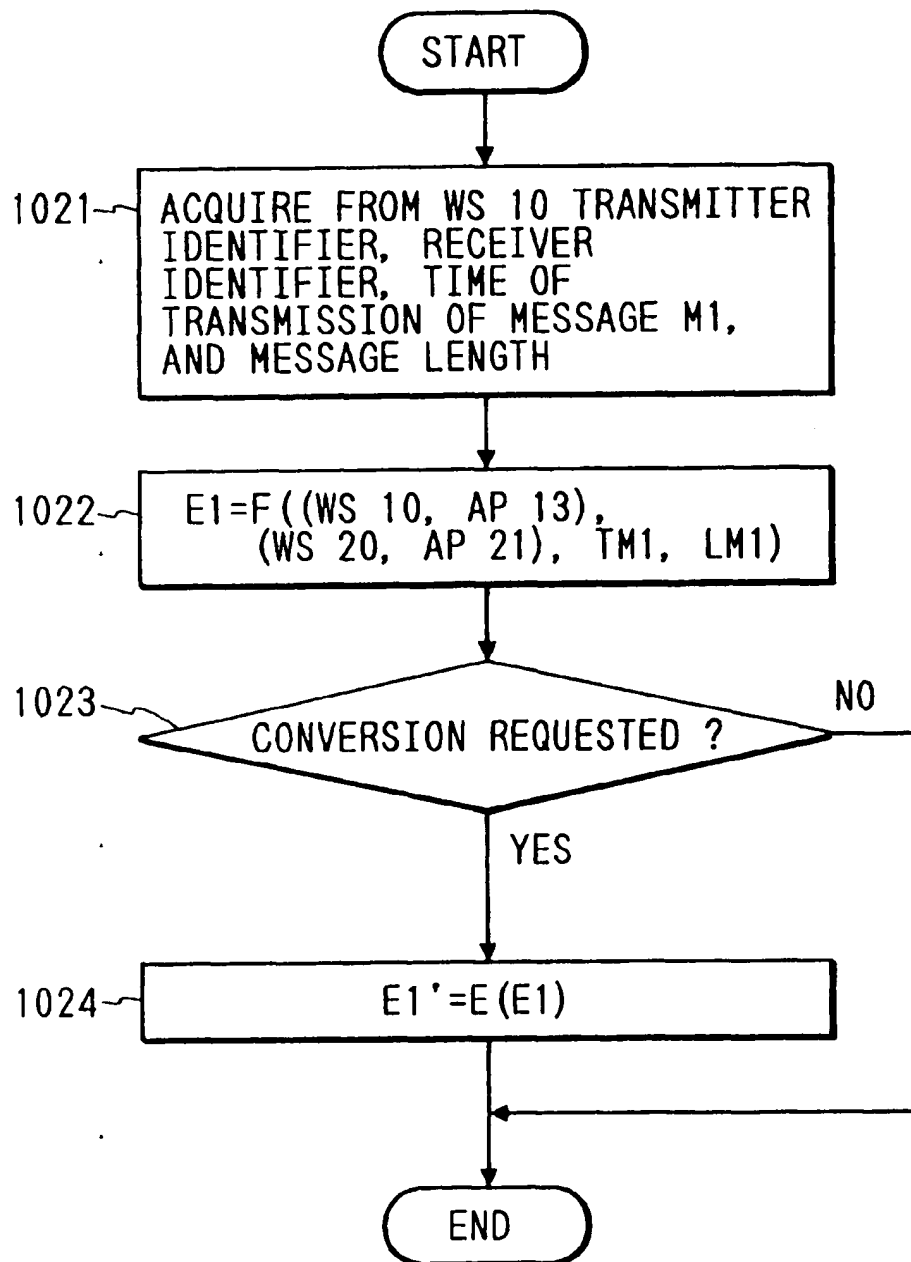 START
1021
ACQUIRE FROM WS 10 TRANSMITTER
IDENTIFIER, RECEIVER
IDENTIFIER, TIME OF
TRANSMISSION OF MESSAGE M1,
AND MESSAGE LENGTH
1022
E1=F((WS 10, AP 13),
(WS 20, AP 21), TM1, LM1)
1023
CONVERSION REQUESTED ?
NO
YES
1024
E1'=E(E1)
END